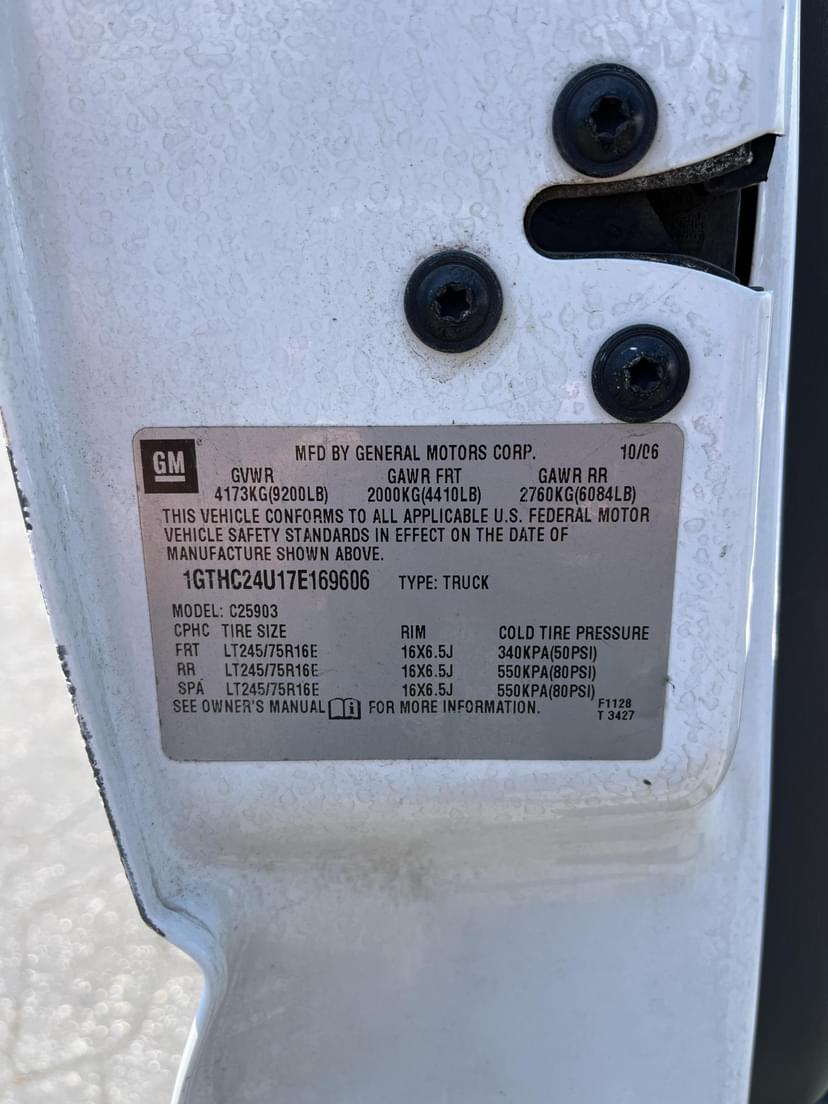 GM
MFD BY GENERAL MOTORS CORP. 10/06
GVWR GAWR FRT GAWR RR
4173KG(9200LB) 2000KG(4410LB) 2760KG(6084LB)
THIS VEHICLE CONFORMS TO ALL APPLICABLE U.S. FEDERAL MOTOR
VEHICLE SAFETY STANDARDS IN EFFECT ON THE DATE OF
MANUFACTURE SHOWN ABOVE.
1GTHC24U17E169606 TYPE: TRUCK
MODEL: C25903
CPHC TIRE SIZE RIM COLD TIRE PRESSURE
FRT LT245/75R16E 16X6.5J 340KPA(50PSI)
RR LT245/75R16E 16X6.5J 550KPA(80PSI)
SPA LT245/75R16E 16X6.5J 550KPA(80PSI)
SEE OWNER'S MANUAL i FOR MORE INFORMATION. F1128
T 3427